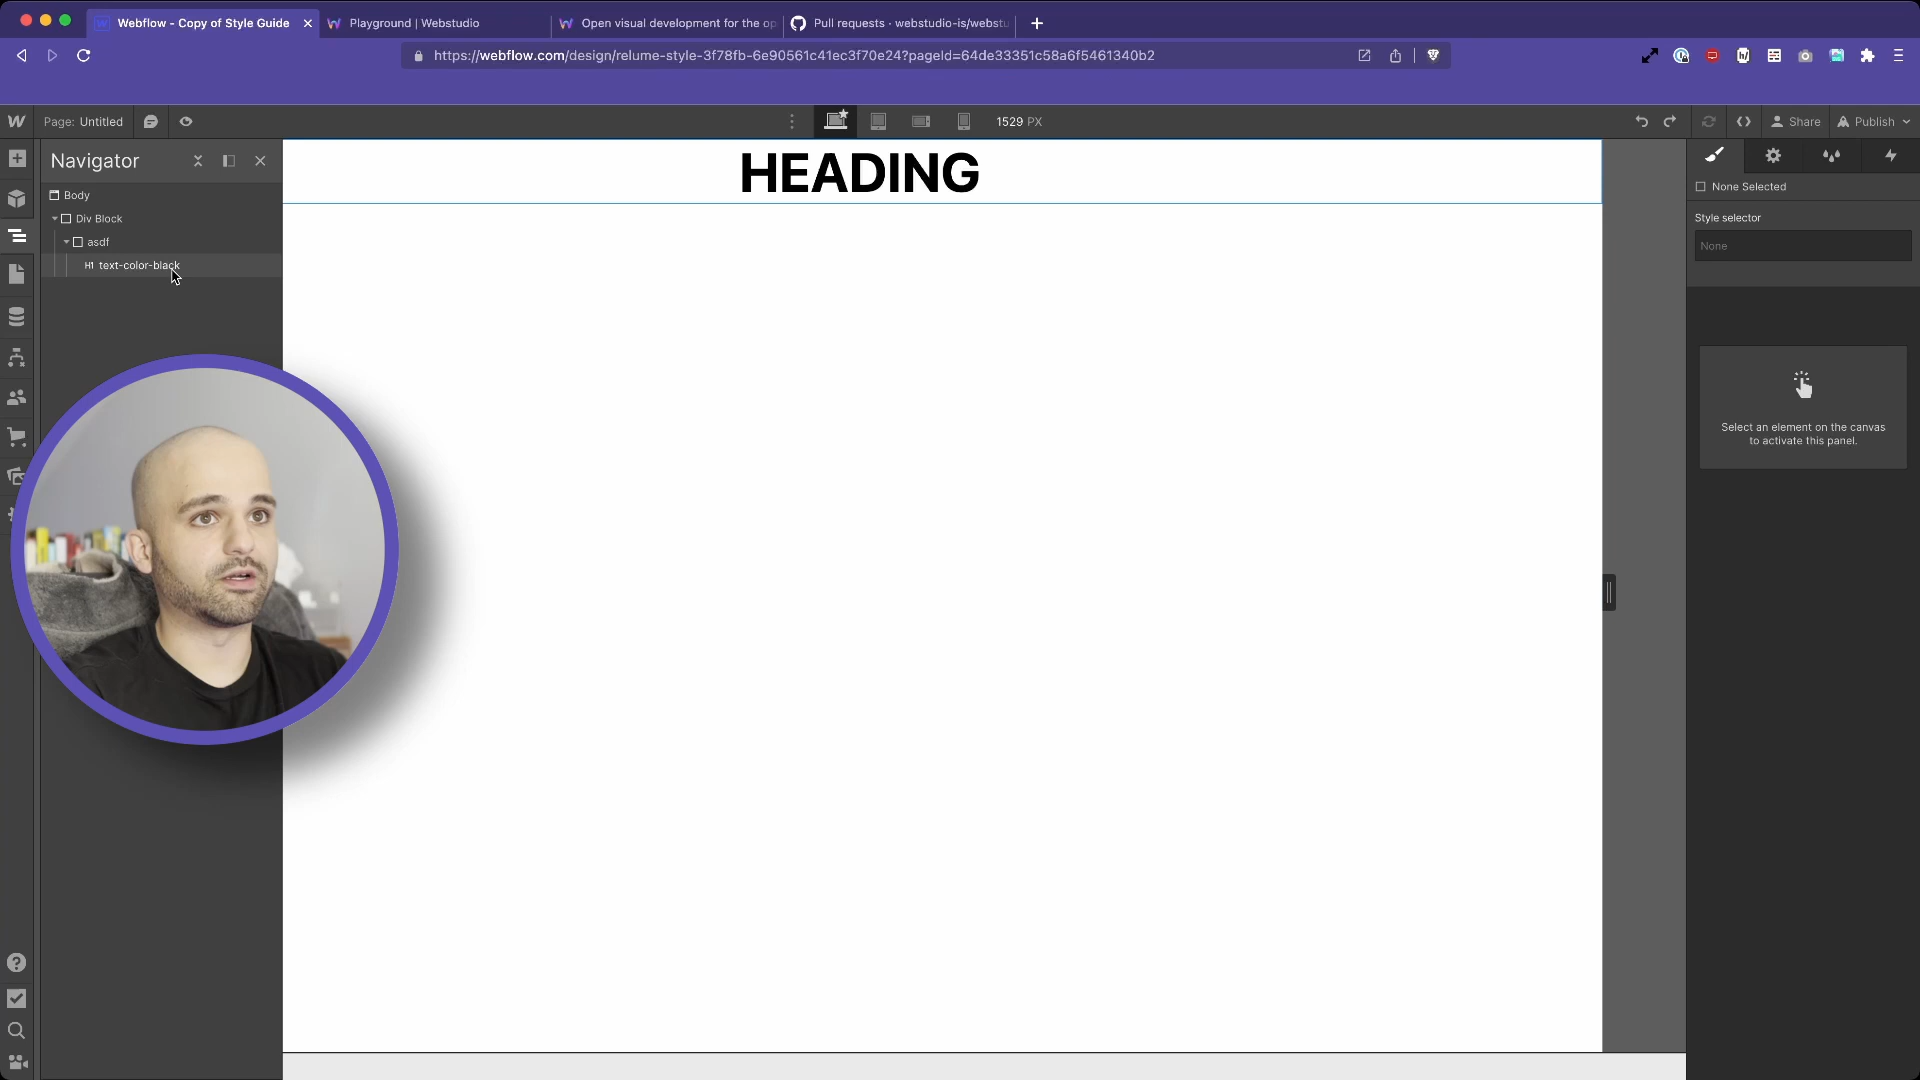 Webflow - Copy of Style Guide
Playground | Webstudio
Open visual development for the op
Pull requests · webstudio-is/webstu
https://webflow.com/design/relume-style-3f78fb-6e90561c41ec3f70e24?pageId=64de33351c58a6f5461340b2
Page: Untitled
1529 PX
Share
Publish
Navigator
HEADING
Body
Div Block
asdf
H1 text-color-black
None Selected
Style selector
None
Select an element on the canvas
to activate this panel.